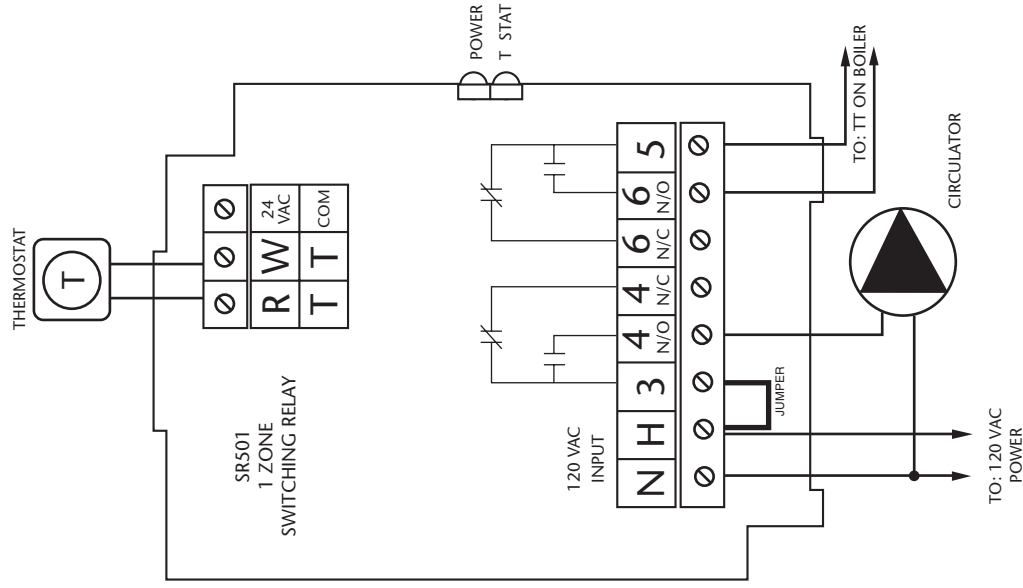 THERMOSTAT
T
R
W
24
VAC
T
T
COM
POWER
T STAT
SR501
1 ZONE
SWITCHING RELAY
120 VAC
INPUT
N
H
3
4
N/O
4
N/C
6
N/C
6
N/O
5
JUMPER
TO: TT ON BOILER
CIRCULATOR
TO: 120 VAC
POWER